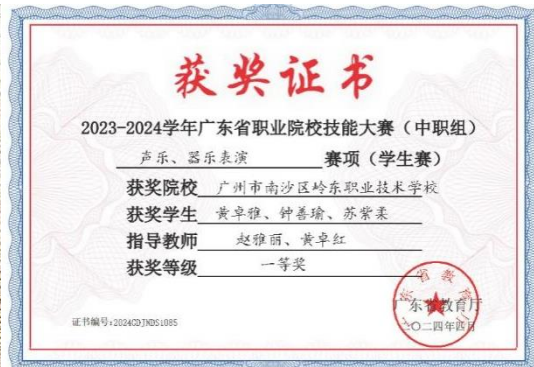 获奖证书
2023-2024学年广东省职业院校技能大赛（中职组）
声乐、器乐表演 赛项（学生赛）
获奖院校 广州市南沙区岭东职业技术学校
获奖学生 黄卓雅、钟善瑜、苏紫柔
指导教师 赵雅丽、黄卓红
获奖等级 一等奖
广东省教育厅
证书编号:2024GDJNDS1085
二〇二四年四月